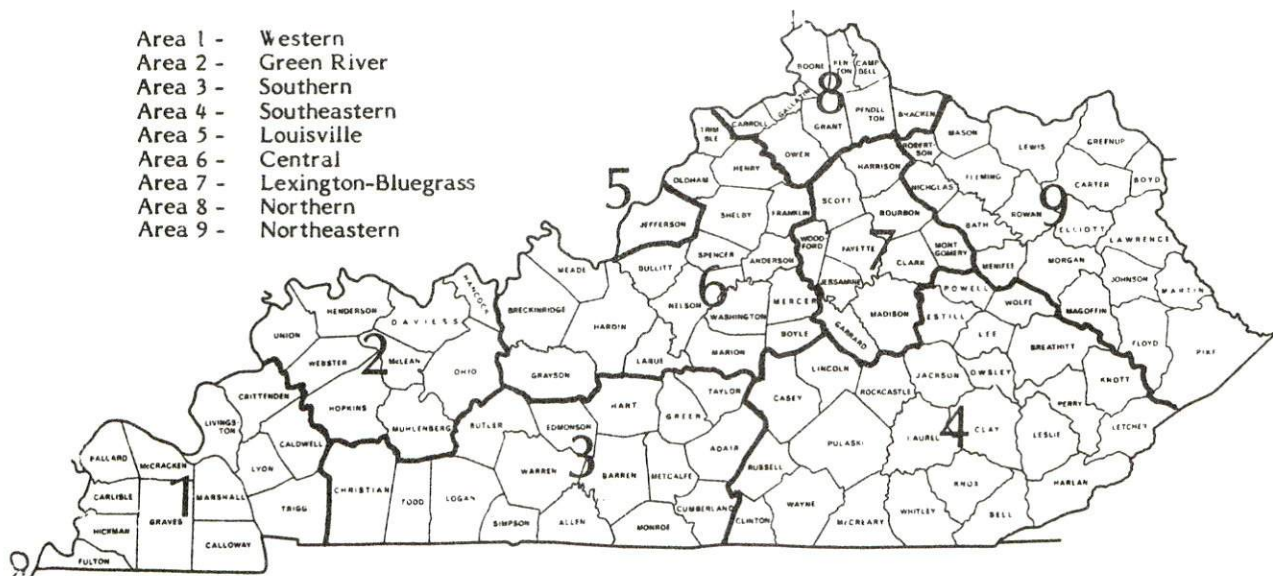 Area 1 - Western
Area 2 - Green River
Area 3 - Southern
Area 4 - Southeastern
Area 5 - Louisville
Area 6 - Central
Area 7 - Lexington-Bluegrass
Area 8 - Northern
Area 9 - Northeastern
BOONE
CAMP
BELL
8
GALLATIN
PENDLE
TON
GRANT
CARROLL
BRACKEN
TRIM
BLE
OWEN
MASON
LEWIS
GREENUP
ROBERT-
SON
HENRY
HARRISON
OLDHAM
5
NICHOLAS
FLEMING
CARTER
BOYD
SCOTT
SHELBY
FRANKLIN
BOURBON
ROWAN
9
JEFFERSON
BATH
ELLIOTT
WOOD
FORD
FAYETTE
7
MONT
GOMERY
LAWRENCE
SPENCER
ANDERSON
CLARK
MENIFEE
MORGAN
MEADE
BULLITT
JESSAMINE
JOHNSON
MARTIN
HANCOCK
6
NELSON
POWELL
WOLFE
MAGOFFIN
BRECKINRIDGE
HARDIN
WASHINGTON
MERCER
MADISON
ESTILL
HENDERSON
DAVIESS
BOYLE
GARRARD
LEE
FLOYD
PIKE
UNION
2
MARION
BREATHITT
WEBSTER
McLEAN
OHIO
LARUE
LINCOLN
JACKSON
OWSLEY
KNOTT
GRAYSON
ROCKCASTLE
CASEY
PERRY
CRITTENDEN
HOPKINS
HART
TAYLOR
GREEN
4
LIVINGS-
TON
MUHLENBERG
BUTLER
EDMONSON
CLAY
LETCHER
CALDWELL
ADAIR
PULASKI
LAUREL
LESLIE
BALLARD
McCRACKEN
LYON
WARREN
3
BARREN
METCALFE
RUSSELL
HARLAN
CARLISLE
1
MARSHALL
CHRISTIAN
TODD
LOGAN
KNOX
GRAVES
TRIGG
CUMBERLAND
WAYNE
WHITLEY
BELL
HICKMAN
SIMPSON
ALLEN
MONROE
CLINTON
McCREARY
CALLOWAY
FULTON